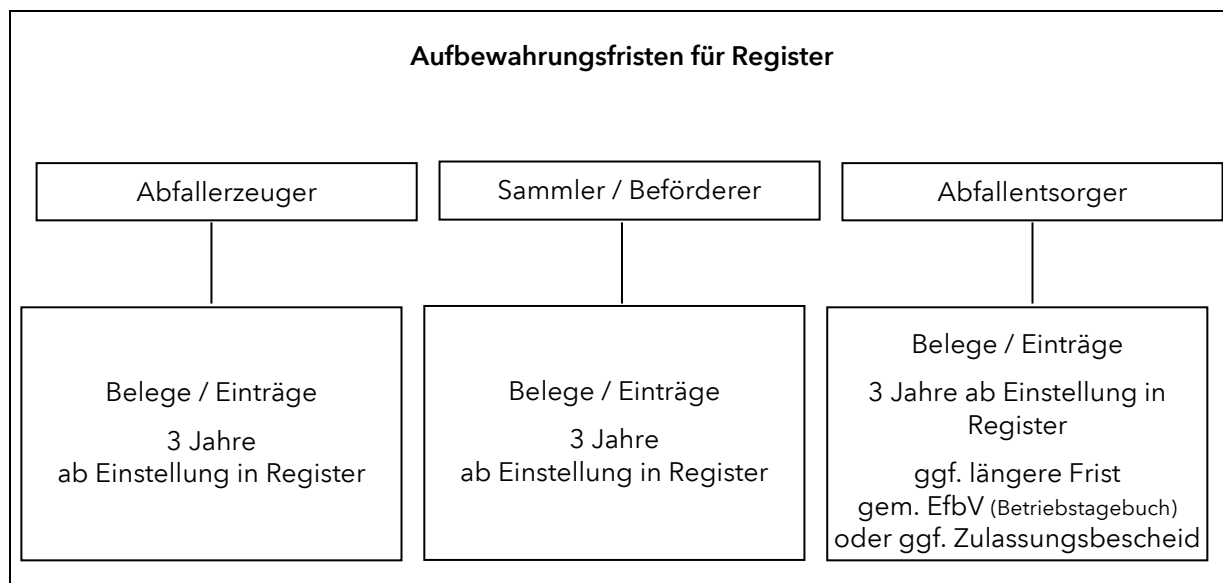 Aufbewahrungsfristen für Register
Abfallerzeuger
Belege / Einträge
3 Jahre
ab Einstellung in Register
Sammler / Beförderer
Belege / Einträge
3 Jahre
ab Einstellung in Register
Abfallentsorger
Belege / Einträge
3 Jahre ab Einstellung in
Register
ggf. längere Frist
gem. EfbV (Betriebstagebuch)
oder ggf. Zulassungsbescheid